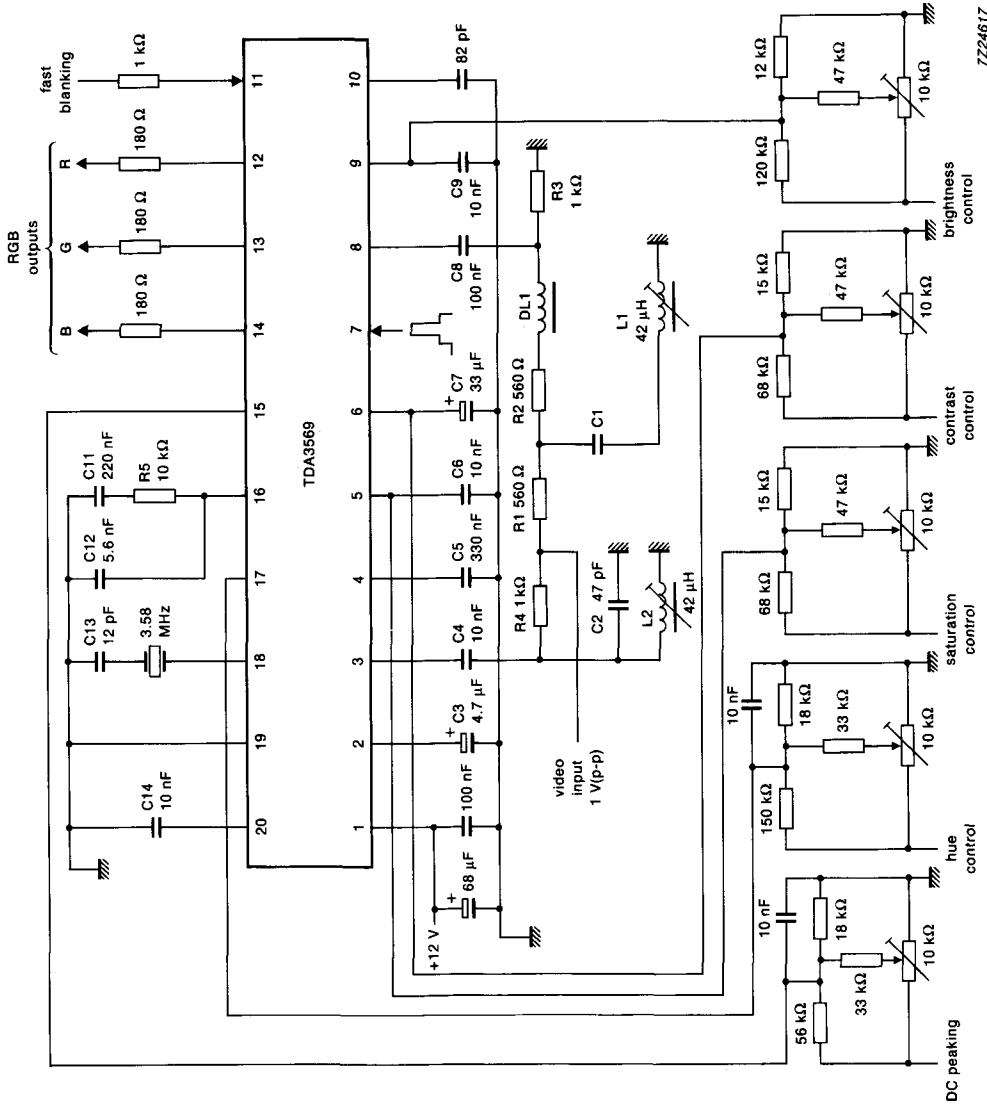 fast
blanking
1 kΩ
RGB
outputs
R
180 Ω
G
180 Ω
B
180 Ω
11
12
13
14
15
16
17
18
19
20
C11
220 nF
R5
10 kΩ
C12
5.6 nF
C13
12 pF
3.58
MHz
C14
10 nF
TDA3569
10
9
8
7
6
5
4
3
2
1
82 pF
C9
10 nF
C8
100 nF
+ C7
33 μF
C6
10 nF
C5
330 nF
C4
10 nF
+ C3
4.7 μF
100 nF
+
68 μF
+12 V
R3
1 kΩ
DL1
R2 560 Ω
R1 560 Ω
R4 1kΩ
C1
L1
42 μH
C2 47 pF
L2
42 μH
video
input
1 V(p-p)
12 kΩ
47 kΩ
10 kΩ
120 kΩ
brightness
control
15 kΩ
47 kΩ
10 kΩ
68 kΩ
contrast
control
15 kΩ
47 kΩ
10 kΩ
68 kΩ
saturation
control
10 nF
18 kΩ
33 kΩ
10 kΩ
150 kΩ
hue
control
10 nF
18 kΩ
33 kΩ
10 kΩ
56 kΩ
DC peaking
7Z24617